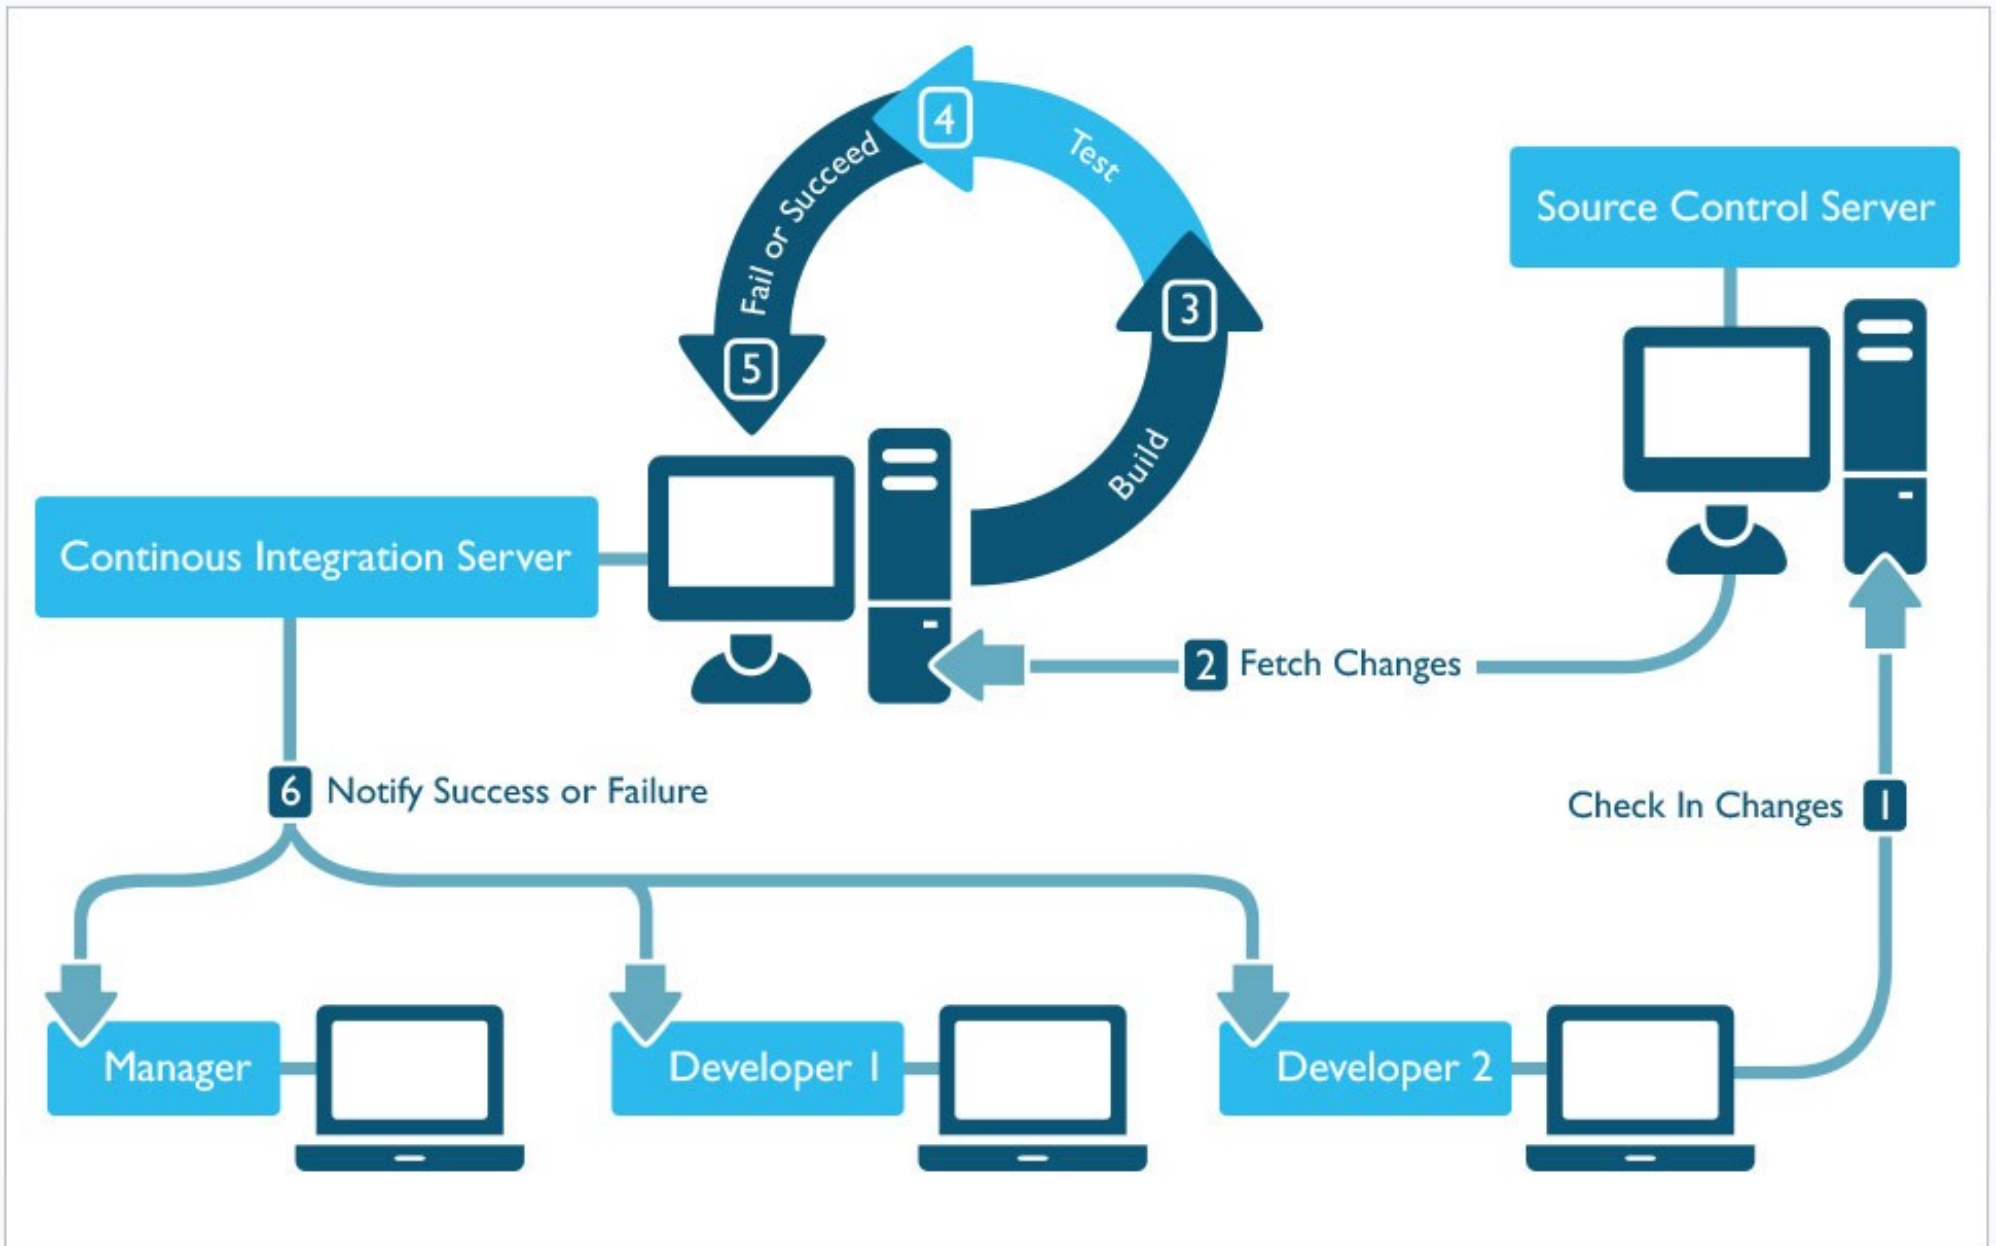 4
Test
Fail or Succeed
Source Control Server
3
5
Build
Continous Integration Server
2 Fetch Changes
6 Notify Success or Failure
Check In Changes 1
Manager
Developer 1
Developer 2